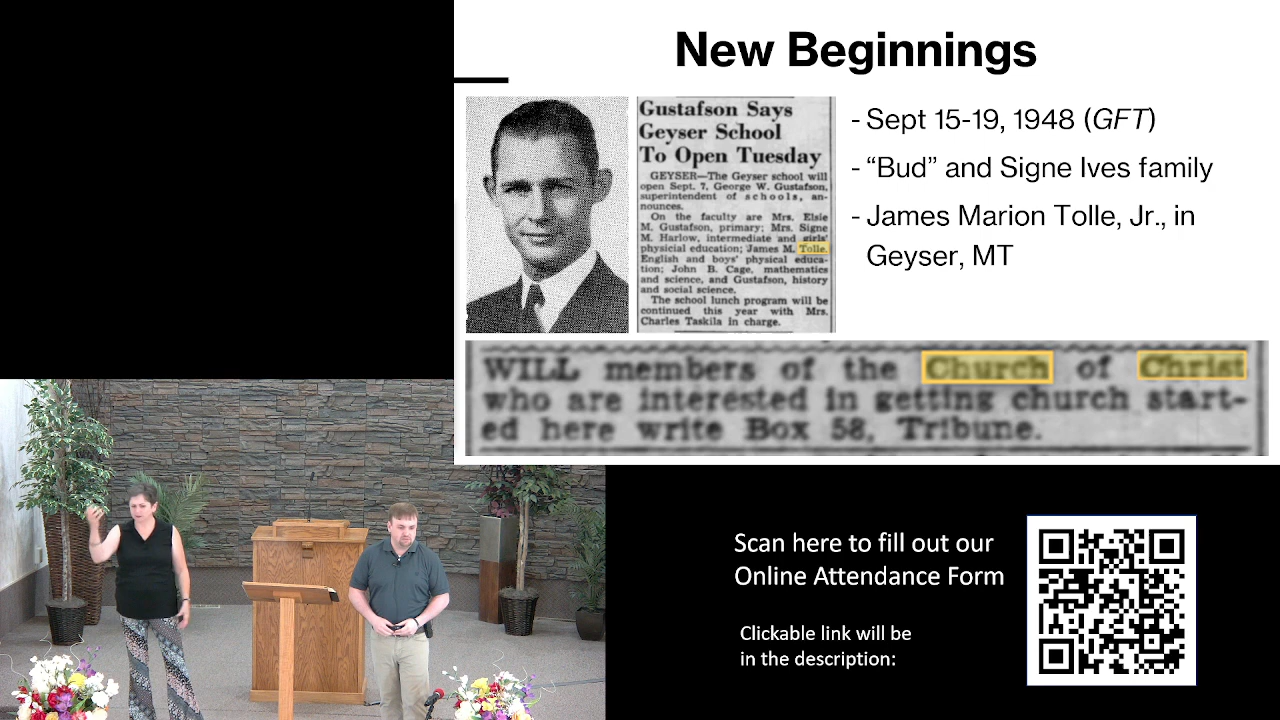 New Beginnings
Gustafson Says
Geyser School
To Open Tuesday
GEYSER—The Geyser school will
open Sept. 7, George W. Gustafson,
superintendent of schools, an-
nounces.
On the faculty are Mrs. Elsie
M. Gustafson, primary; Mrs. Signe
M. Harlow, intermediate and girls'
physicial education; James M. Tolle,
English and boys' physical educa-
tion; John B. Cage, mathematics
and science, and Gustafson, history
and social science.
The school lunch program will be
continued this year with Mrs.
Charles Taskila in charge.
- Sept 15-19, 1948 (GFT)
- “Bud” and Signe Ives family
- James Marion Tolle, Jr., in
Geyser, MT
WILL members of the Church of Christ
who are interested in getting church start-
ed here write Box 58, Tribune.
Scan here to fill out our
Online Attendance Form
Clickable link will be
in the description: